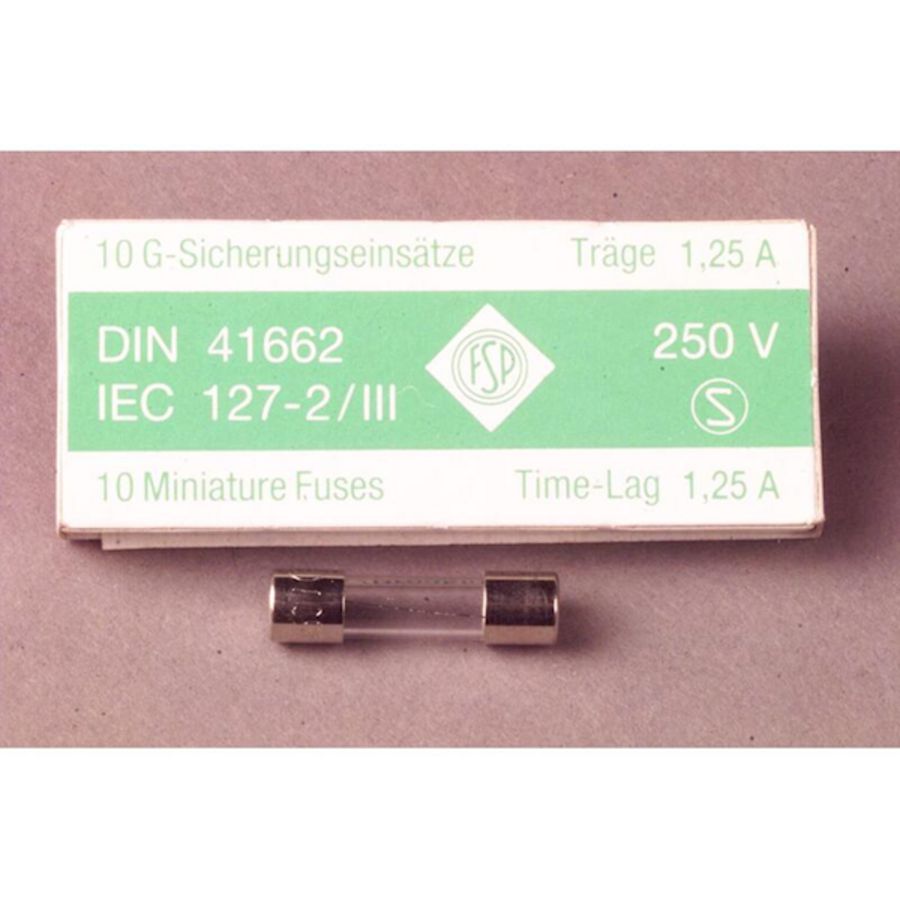 10 G-Sicherungseinsätze Träge 1,25 A
DIN 41662 FSP 250 V
IEC 127-2/III S
10 Miniature Fuses Time-Lag 1,25 A